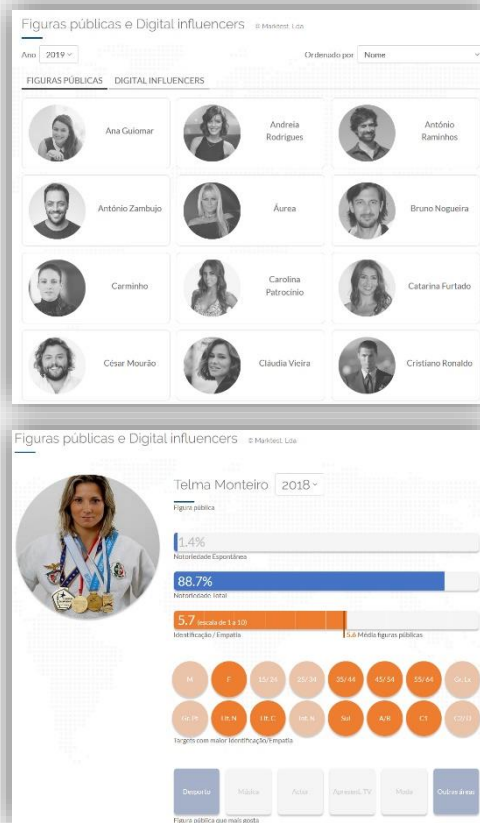 Figuras públicas e Digital influencers © Marktest, Lda.
Ano 2019 Ordenado por Nome
FIGURAS PÚBLICAS DIGITAL INFLUENCERS
Ana Guiomar
Andreia Rodrigues
António Raminhos
António Zambujo
Áurea
Bruno Nogueira
Carminho
Carolina Patrocínio
Catarina Furtado
César Mourão
Cláudia Vieira
Cristiano Ronaldo
Figuras públicas e Digital influencers © Marktest, Lda.
Telma Monteiro 2018
Figura pública
1.4%
Notoriedade Espontânea
88.7%
Notoriedade Total
5.7 (escala de 1 a 10)
Identificação / Empatia 5.6 Média figuras públicas
M F 15/24 25/34 35/44 45/54 55/64 Gr.Lx
Gr.Pt Lit.N Lit.C Int.N Sul A/B C1 C2/D
Targets com maior Identificação/Empatia
Desporto Música Actor Apresent. TV Moda Outras áreas
Figura pública que mais gosta